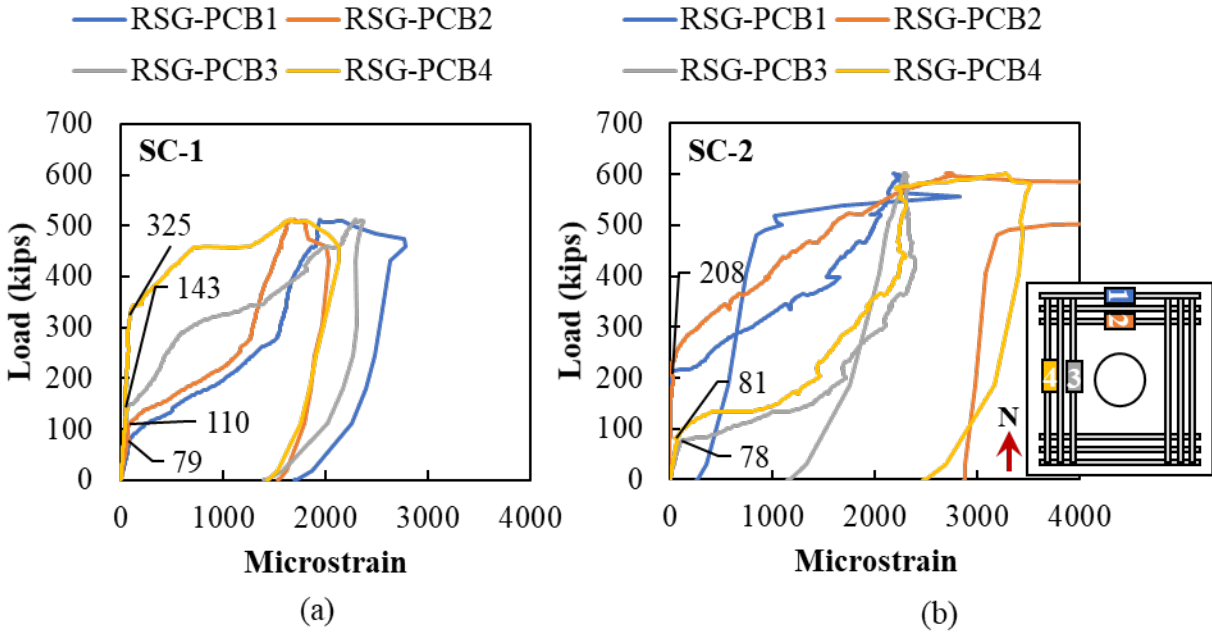 RSG-PCB1 RSG-PCB2
RSG-PCB3 RSG-PCB4
SC-1
Load (kips)
700
600
500
400
300
200
100
0
325
143
110
79
0 1000 2000 3000 4000
Microstrain
(a)
RSG-PCB1 RSG-PCB2
RSG-PCB3 RSG-PCB4
SC-2
Load (kips)
700
600
500
400
300
200
100
0
208
81
78
0 1000 2000 3000 4000
Microstrain
(b)
1
2
4 3
N